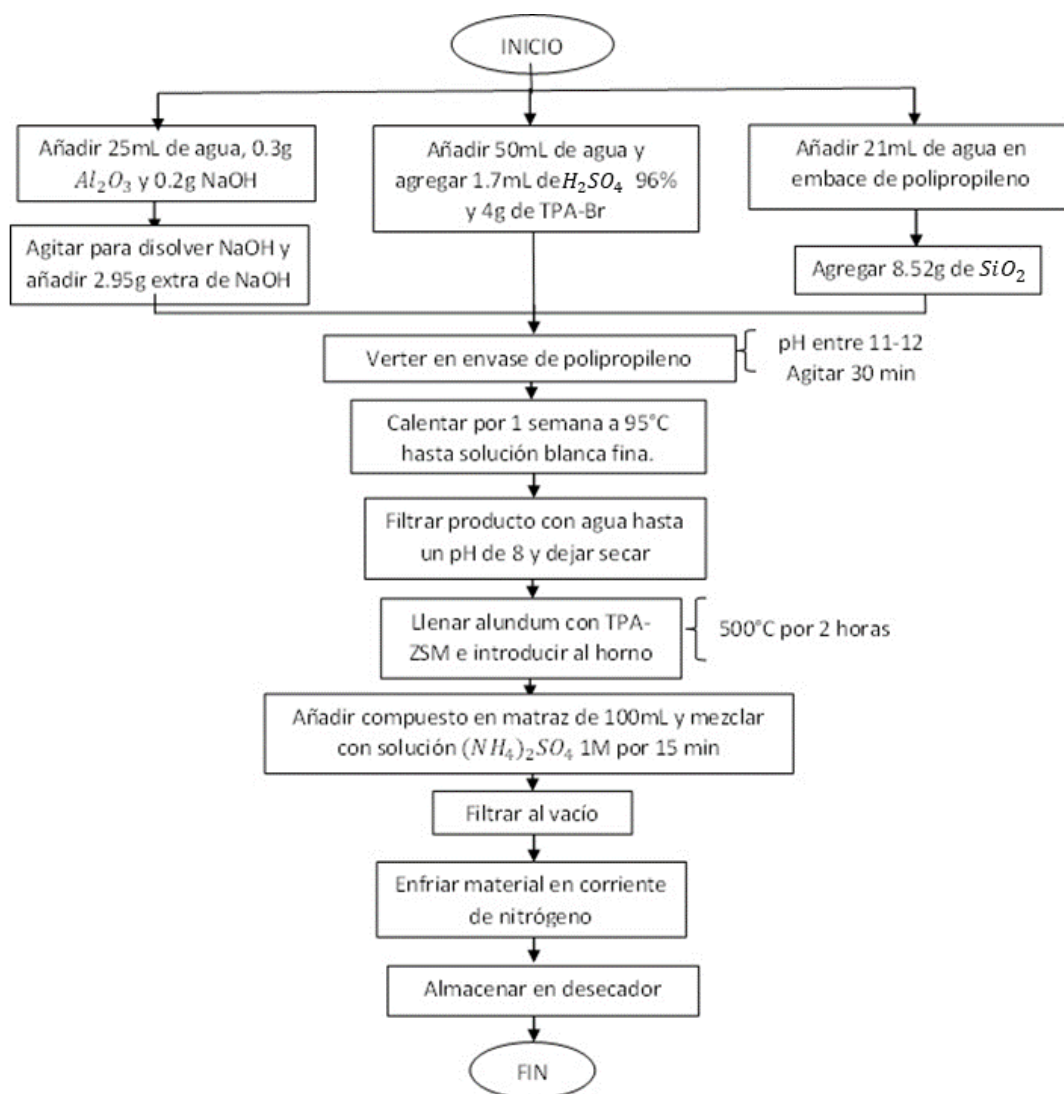 INICIO
Añadir 25mL de agua, 0.3g
Al₂O₃ y 0.2g NaOH
Agitar para disolver NaOH y
añadir 2.95g extra de NaOH
Añadir 50mL de agua y
agregar 1.7mL de H₂SO₄ 96%
y 4g de TPA-Br
Añadir 21mL de agua en
embace de polipropileno
Agregar 8.52g de SiO₂
Verter en envase de polipropileno
pH entre 11-12
Agitar 30 min
Calentar por 1 semana a 95°C
hasta solución blanca fina.
Filtrar producto con agua hasta
un pH de 8 y dejar secar
Llenar alundum con TPA-
ZSM e introducir al horno
500°C por 2 horas
Añadir compuesto en matraz de 100mL y mezclar
con solución (NH₄)₂SO₄ 1M por 15 min
Filtrar al vacío
Enfriar material en corriente
de nitrógeno
Almacenar en desecador
FIN